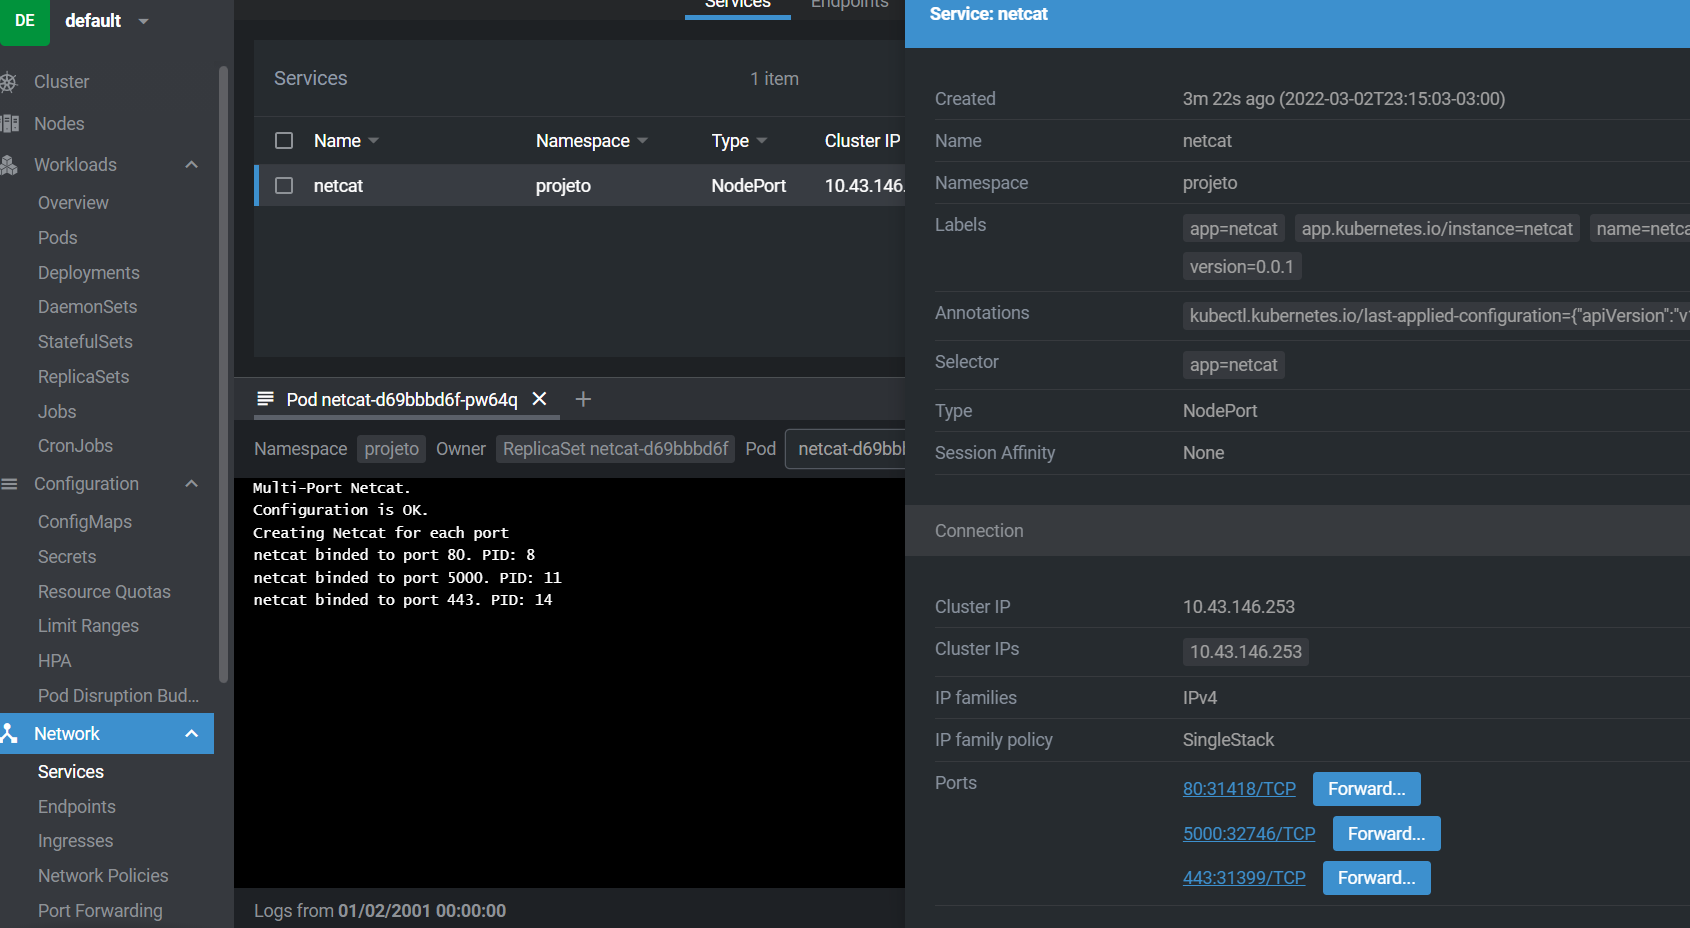 DE
default
Cluster
Nodes
Workloads
Overview
Pods
Deployments
DaemonSets
StatefulSets
ReplicaSets
Jobs
CronJobs
Configuration
ConfigMaps
Secrets
Resource Quotas
Limit Ranges
HPA
Pod Disruption Bud...
Network
Services
Endpoints
Ingresses
Network Policies
Port Forwarding
Services Endpoints
Services 1 item
Name Namespace Type Cluster IP
netcat projeto NodePort 10.43.146.
Pod netcat-d69bbbd6f-pw64q
Namespace projeto Owner ReplicaSet netcat-d69bbbd6f Pod netcat-d69bbl
Multi-Port Netcat.
Configuration is OK.
Creating Netcat for each port
netcat binded to port 80. PID: 8
netcat binded to port 5000. PID: 11
netcat binded to port 443. PID: 14
Logs from 01/02/2001 00:00:00
Service: netcat
Created 3m 22s ago (2022-03-02T23:15:03-03:00)
Name netcat
Namespace projeto
Labels app=netcat app.kubernetes.io/instance=netcat name=netca
version=0.0.1
Annotations kubectl.kubernetes.io/last-applied-configuration={"apiVersion":"v
Selector app=netcat
Type NodePort
Session Affinity None
Connection
Cluster IP 10.43.146.253
Cluster IPs 10.43.146.253
IP families IPv4
IP family policy SingleStack
Ports 80:31418/TCP Forward...
5000:32746/TCP Forward...
443:31399/TCP Forward...